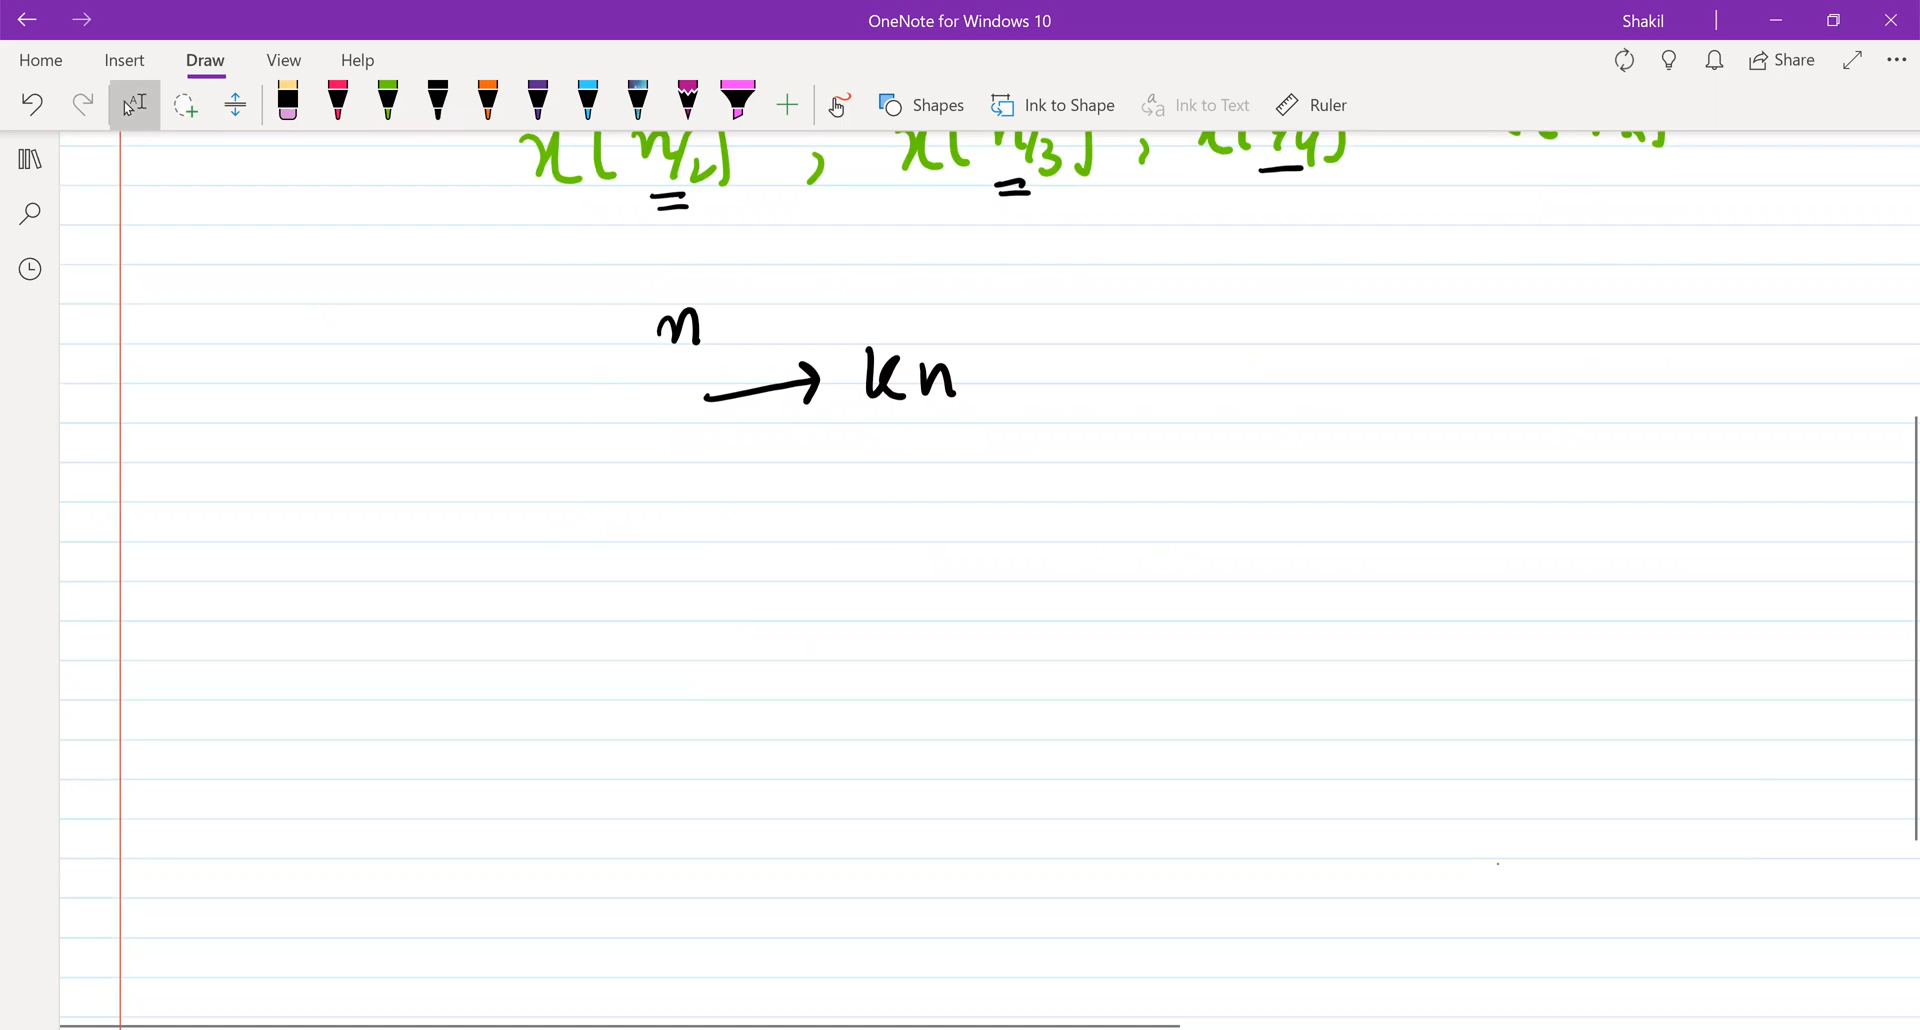 OneNote for Windows 10 Shakil
Home Insert Draw View Help Share
Shapes Ink to Shape Ink to Text Ruler
x[n/2] , x[n/3] ,
n
→ kn